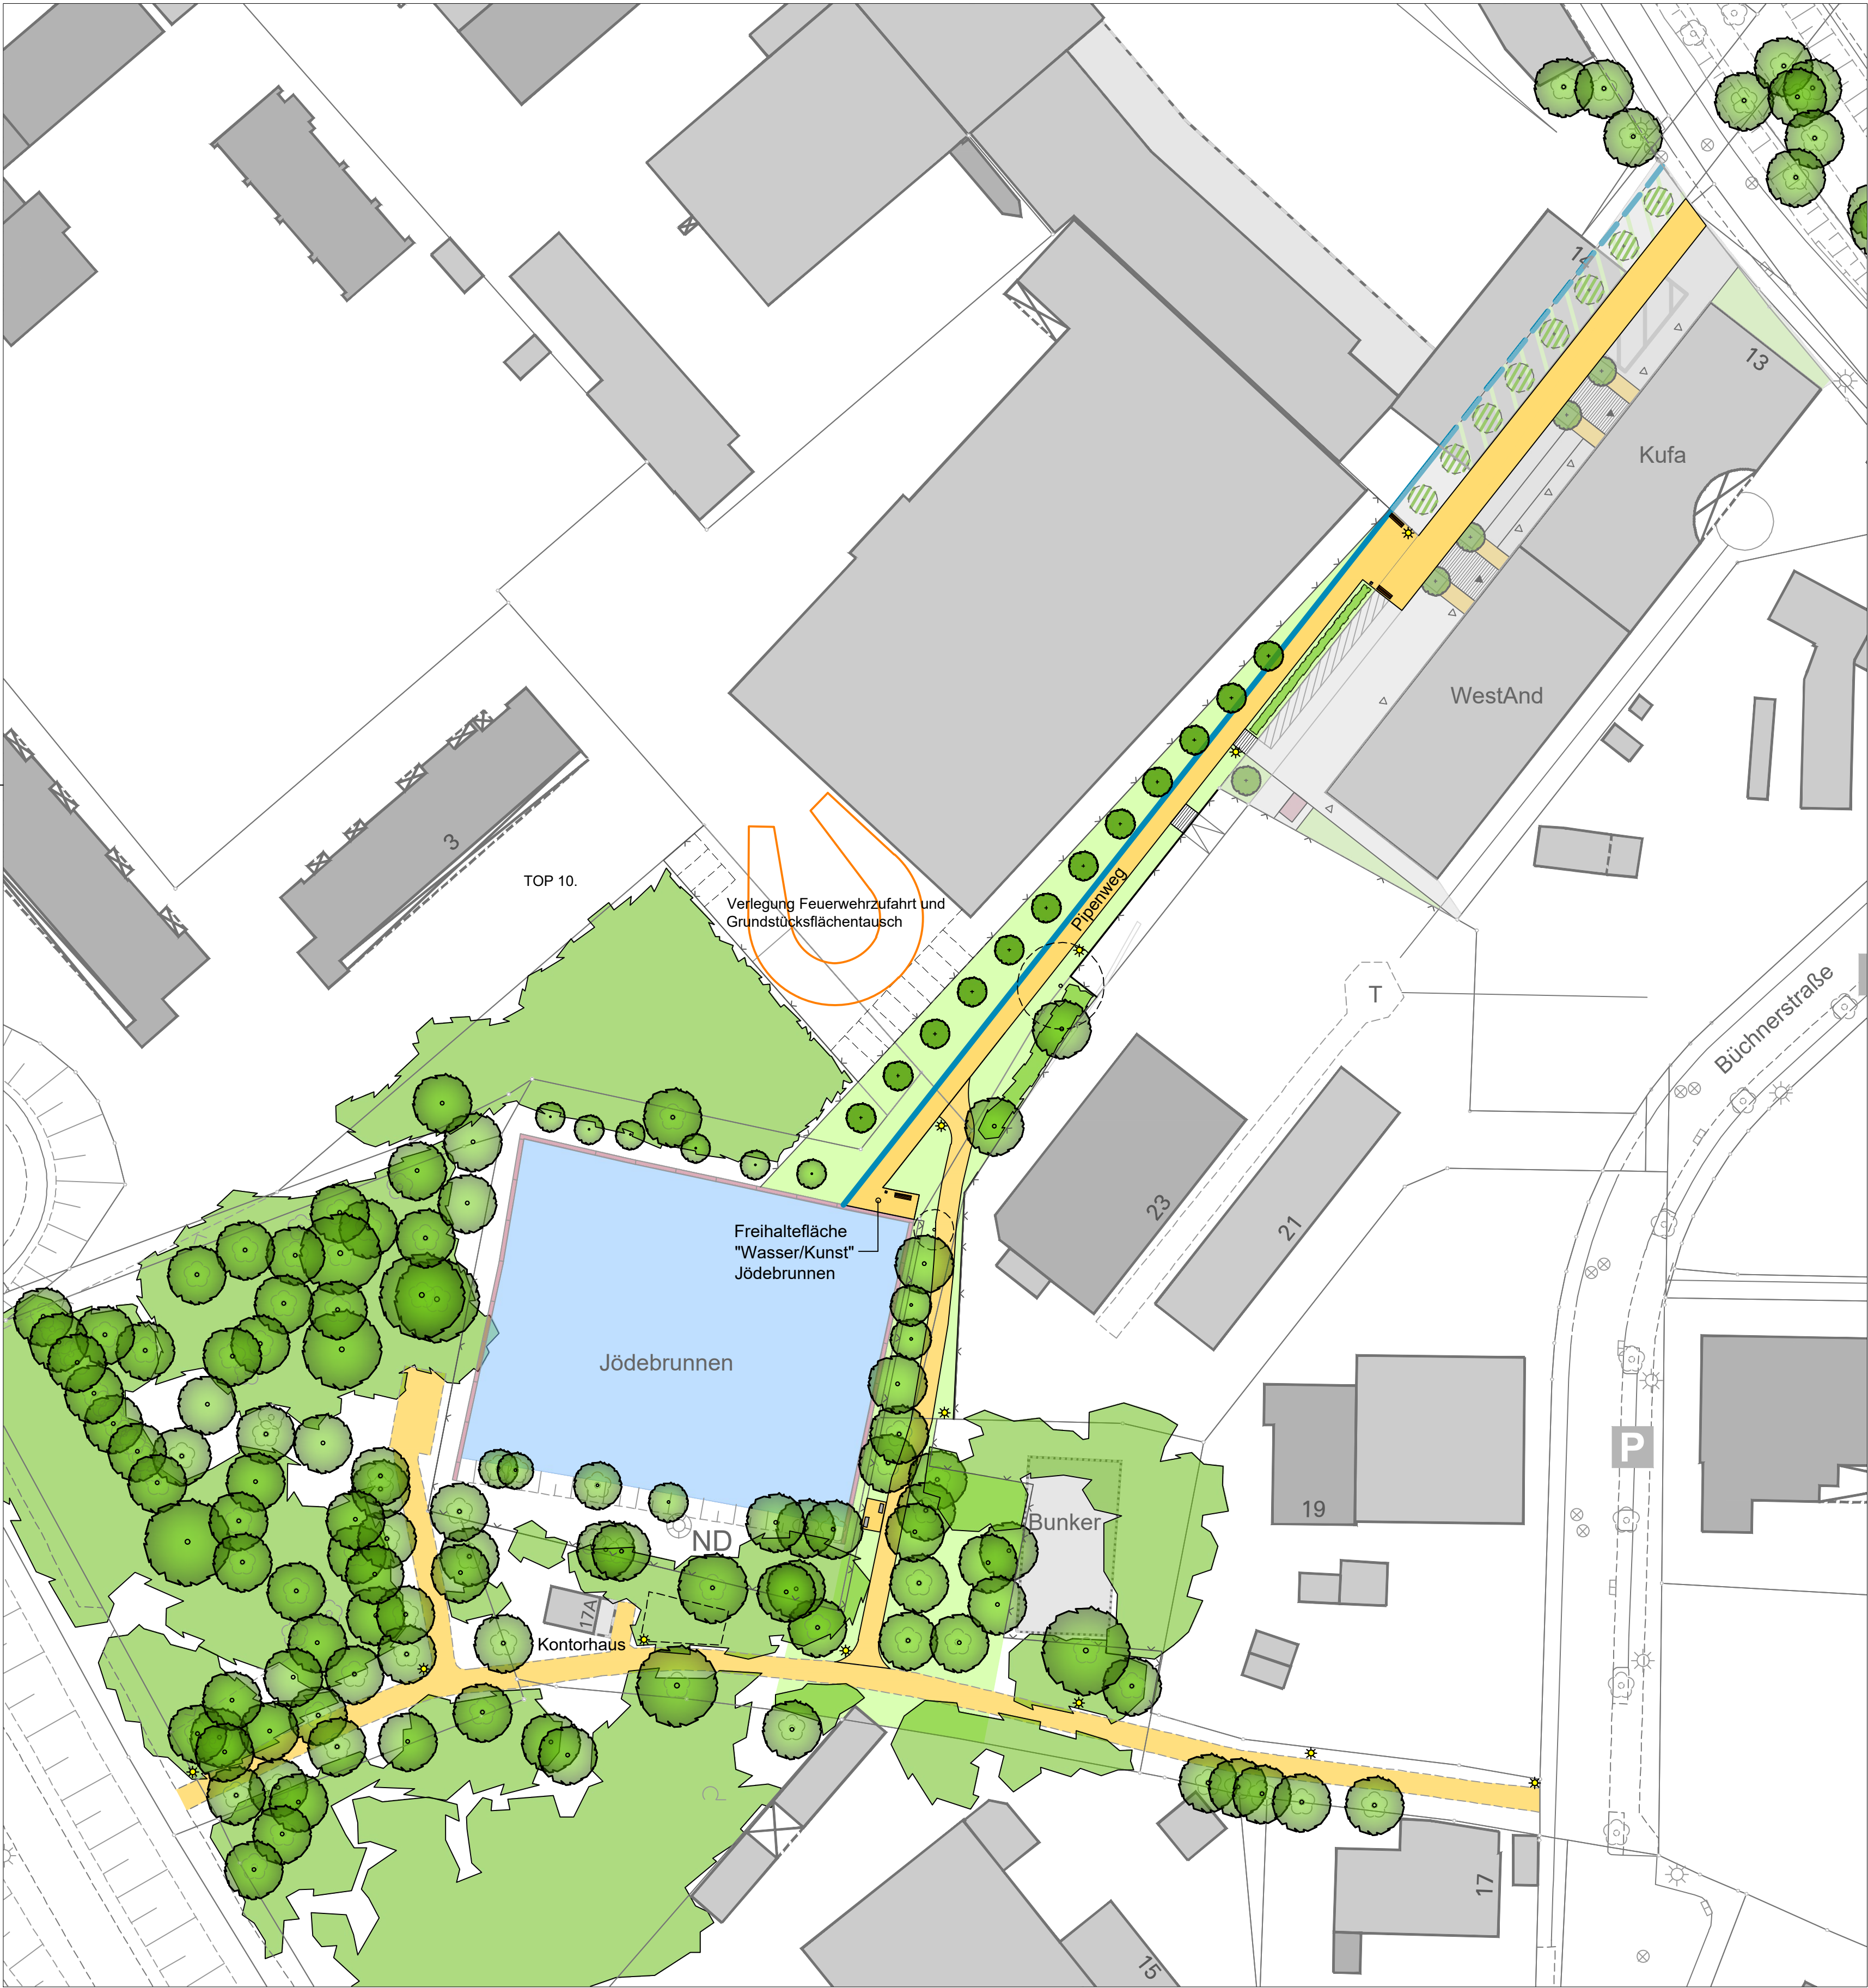 14
13
Kufa
WestAnd
3
TOP 10.
Verlegung Feuerwehrzufahrt und
Grundstücksflächentausch
Pipenweg
T
Büchnerstraße
23
21
Freihaltefläche
"Wasser/Kunst"
Jödebrunnen
Jödebrunnen
P
19
Bunker
ND
17A
Kontorhaus
17
15